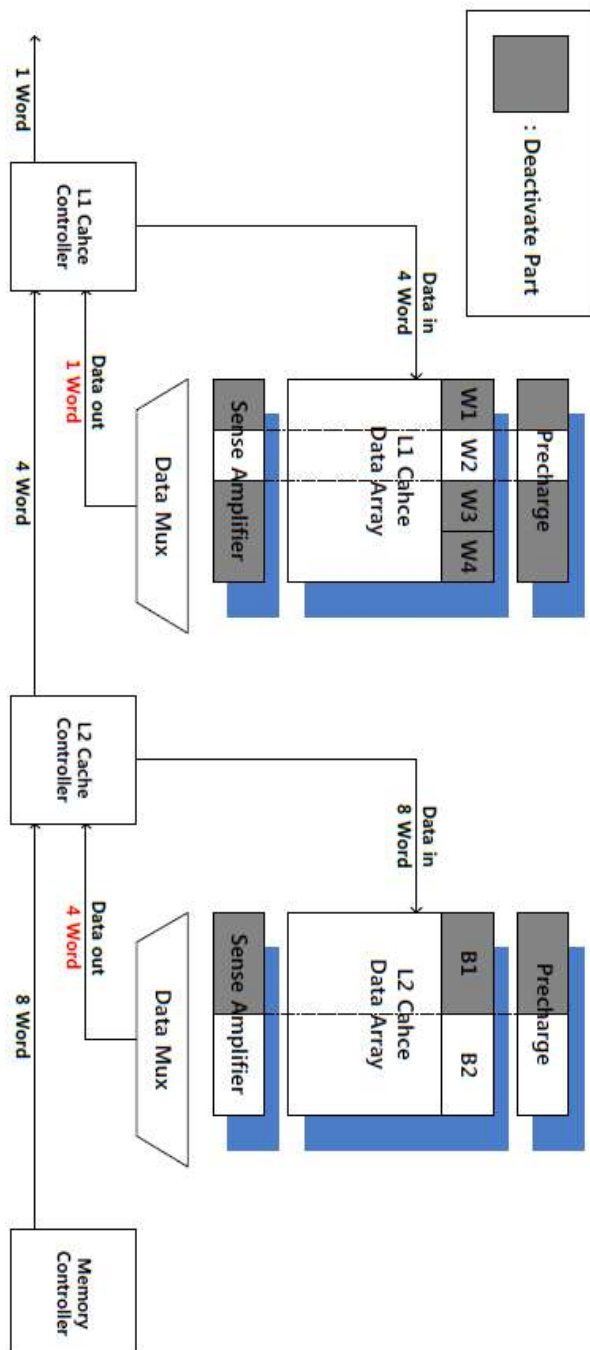 : Deactivate Part
Precharge
W1
W2
W3
W4
L1 Cahce
Data Array
Sense Amplifier
Data Mux
Data in
4 Word
Data out
1 Word
L1 Cahce
Controller
1 Word
4 Word
Precharge
B1
B2
L2 Cahce
Data Array
Sense Amplifier
Data Mux
Data in
8 Word
Data out
4 Word
L2 Cache
Controller
8 Word
Memory
Controller